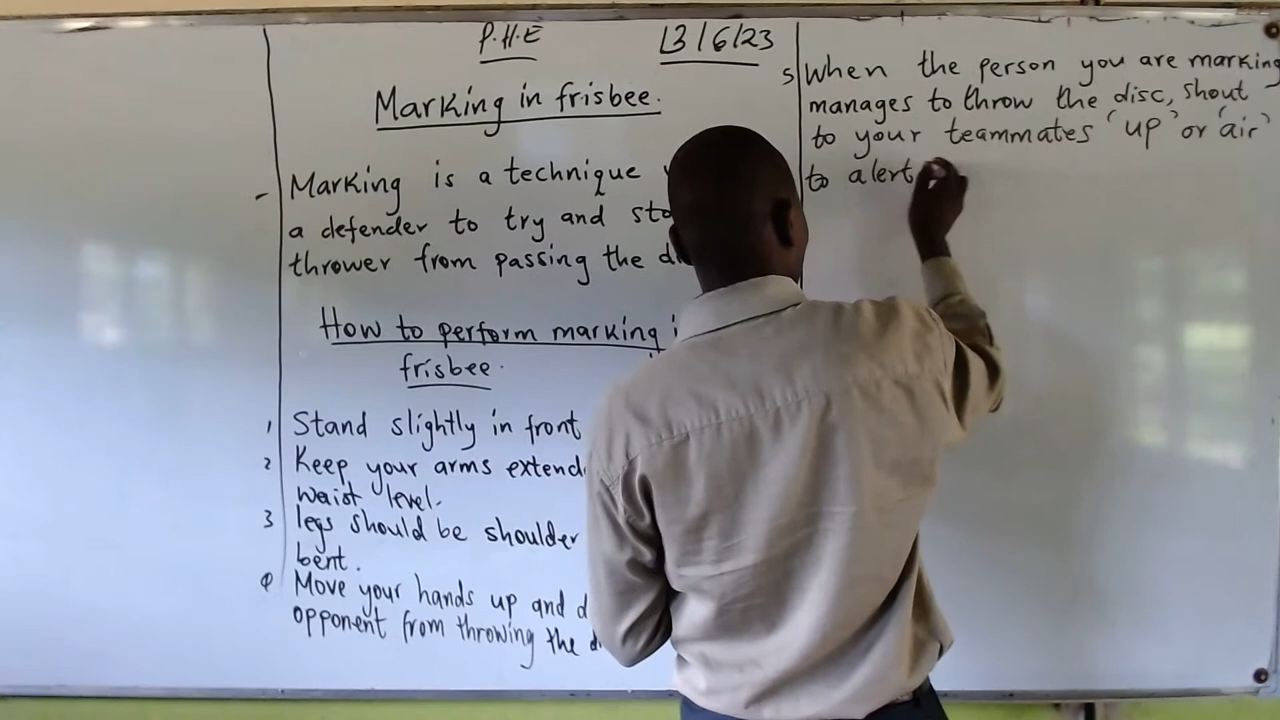 P.H.E 13/6/23
Marking in frisbee.
- Marking is a technique
a defender to try and
thrower from passing the
How to perform marking
frisbee.
1 Stand slightly in front
2 Keep your arms
waist level.
3 legs should be shoulder
bent.
4 Move your hands up and
opponent from throwing the
5 When the person you are marking
manages to throw the disc, shout
to your teammates 'up' or 'air'
to alert